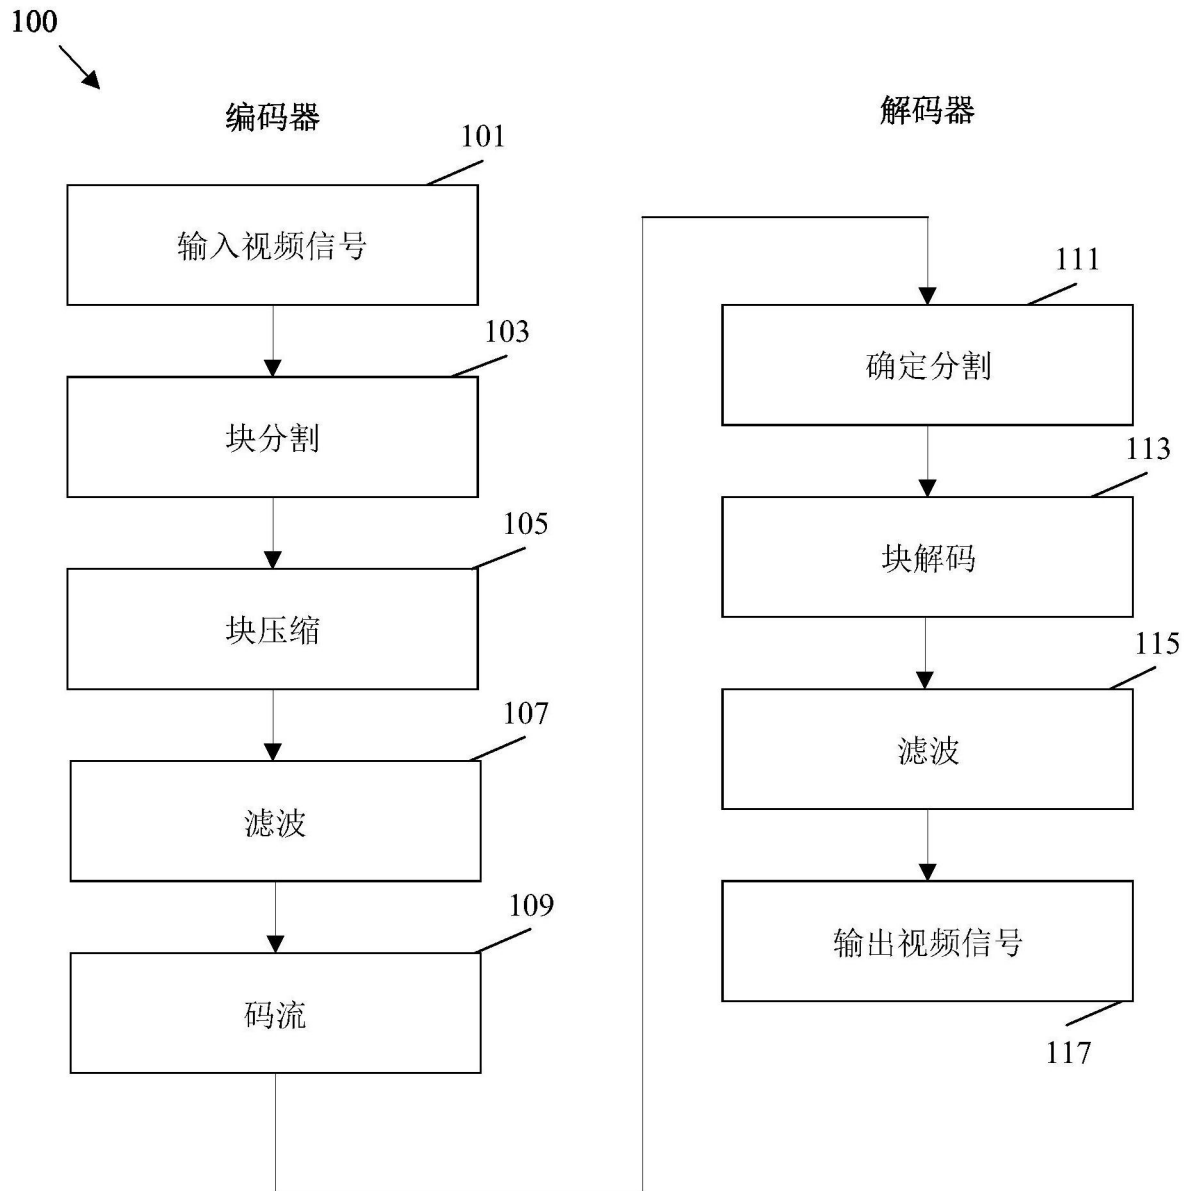 100
编码器
101
输入视频信号
103
块分割
105
块压缩
107
滤波
109
码流
解码器
111
确定分割
113
块解码
115
滤波
输出视频信号
117